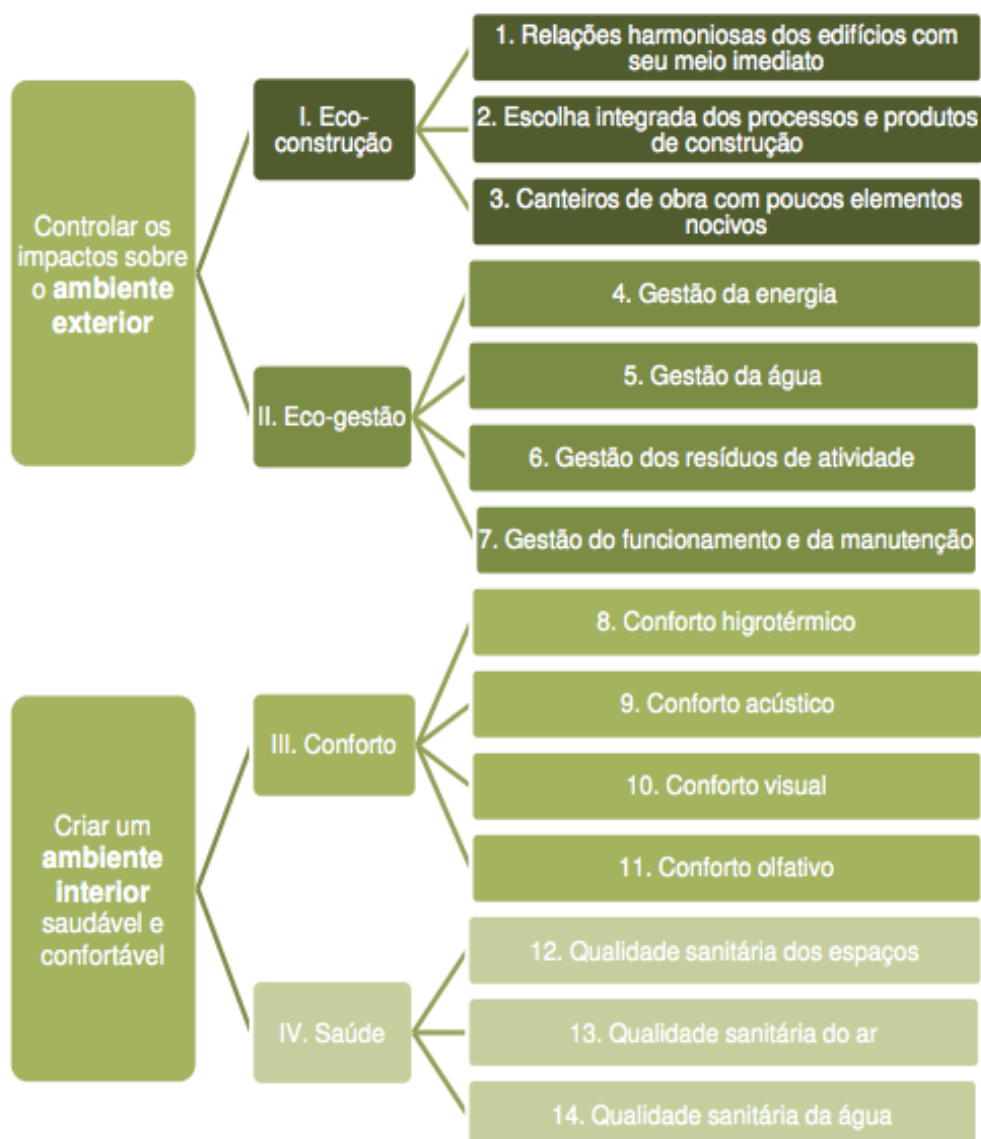 Controlar os
impactos sobre
o ambiente
exterior
I. Eco-
construção
1. Relações harmoniosas dos edifícios com
seu meio imediato
2. Escolha integrada dos processos e produtos
de construção
3. Canteiros de obra com poucos elementos
nocivos
II. Eco-gestão
4. Gestão da energia
5. Gestão da água
6. Gestão dos resíduos de atividade
7. Gestão do funcionamento e da manutenção
Criar um
ambiente
interior
saudável e
confortável
III. Conforto
8. Conforto higrotérmico
9. Conforto acústico
10. Conforto visual
11. Conforto olfativo
IV. Saúde
12. Qualidade sanitária dos espaços
13. Qualidade sanitária do ar
14. Qualidade sanitária da água